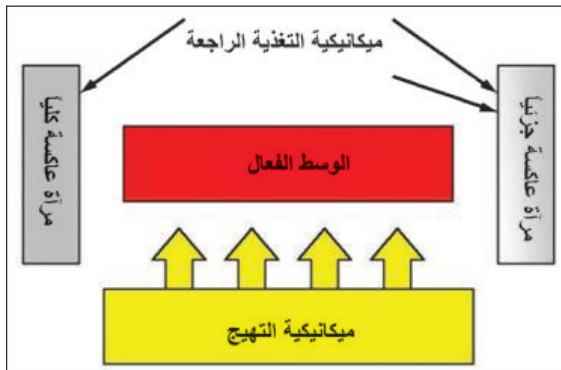 ميكانيكية التغذية الراجعة
مرآة عاكسة جزئيا
مرآة عاكسة كليا
الوسط الفعال
ميكانيكية التهيج